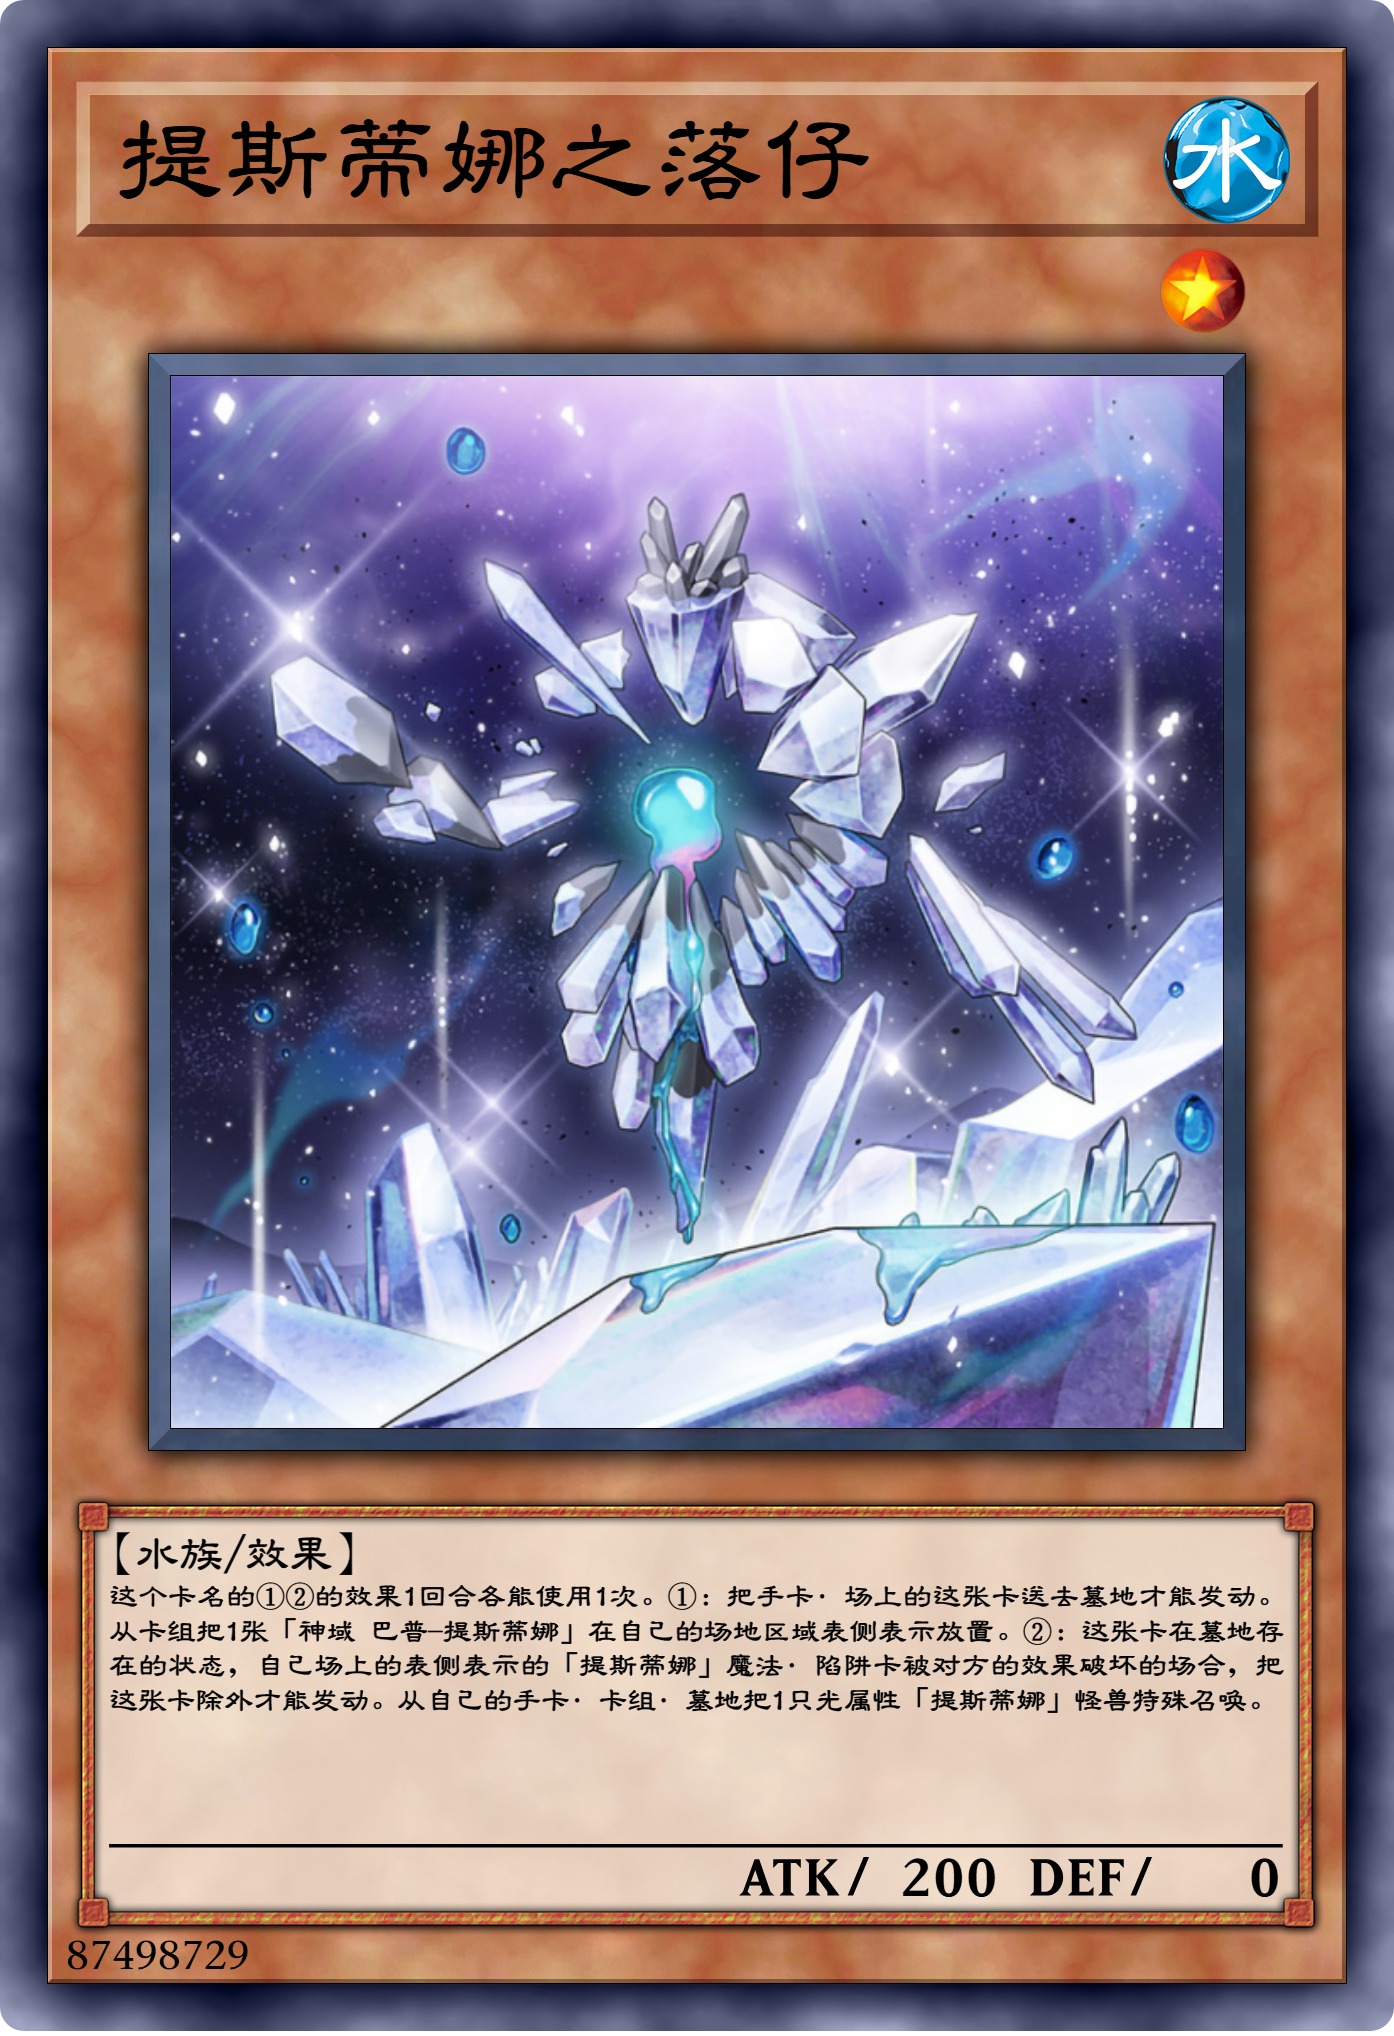 提斯蒂娜之落仔
水
【水族/效果】
这个卡名的①②的效果1回合各能使用1次。①：把手卡·场上的这张卡送去墓地才能发动。
从卡组把1张「神域 巴普-提斯蒂娜」在自己的场地区域表侧表示放置。②：这张卡在墓地存
在的状态，自己场上的表侧表示的「提斯蒂娜」魔法·陷阱卡被对方的效果破坏的场合，把
这张卡除外才能发动。从自己的手卡·卡组·墓地把1只光属性「提斯蒂娜」怪兽特殊召唤。
ATK/ 200 DEF/ 0
87498729